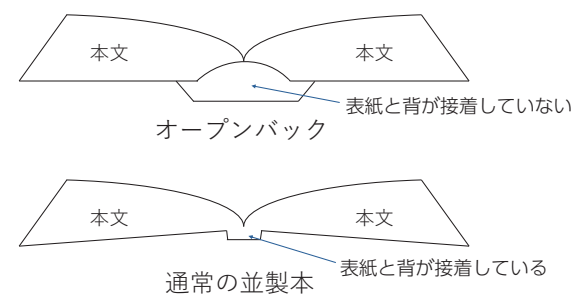 本文
本文
表紙と背が接着していない
オープンバック
本文
本文
表紙と背が接着している
通常の並製本